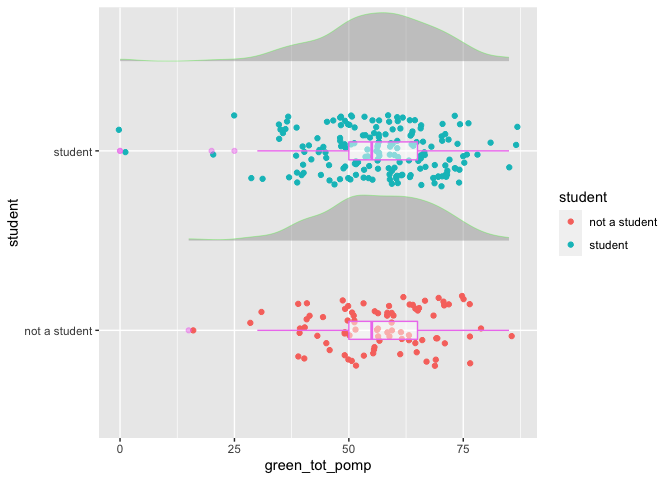 student
student
not a student
0
25
50
75
green_tot_pomp
student
not a student
student